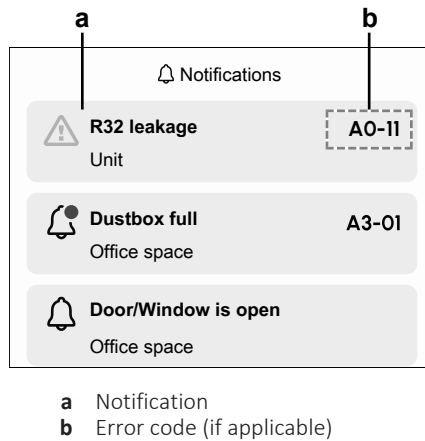 a b
Notifications
R32 leakage A0-11
Unit
Dustbox full A3-01
Office space
Door/Window is open
Office space
a Notification
b Error code (if applicable)